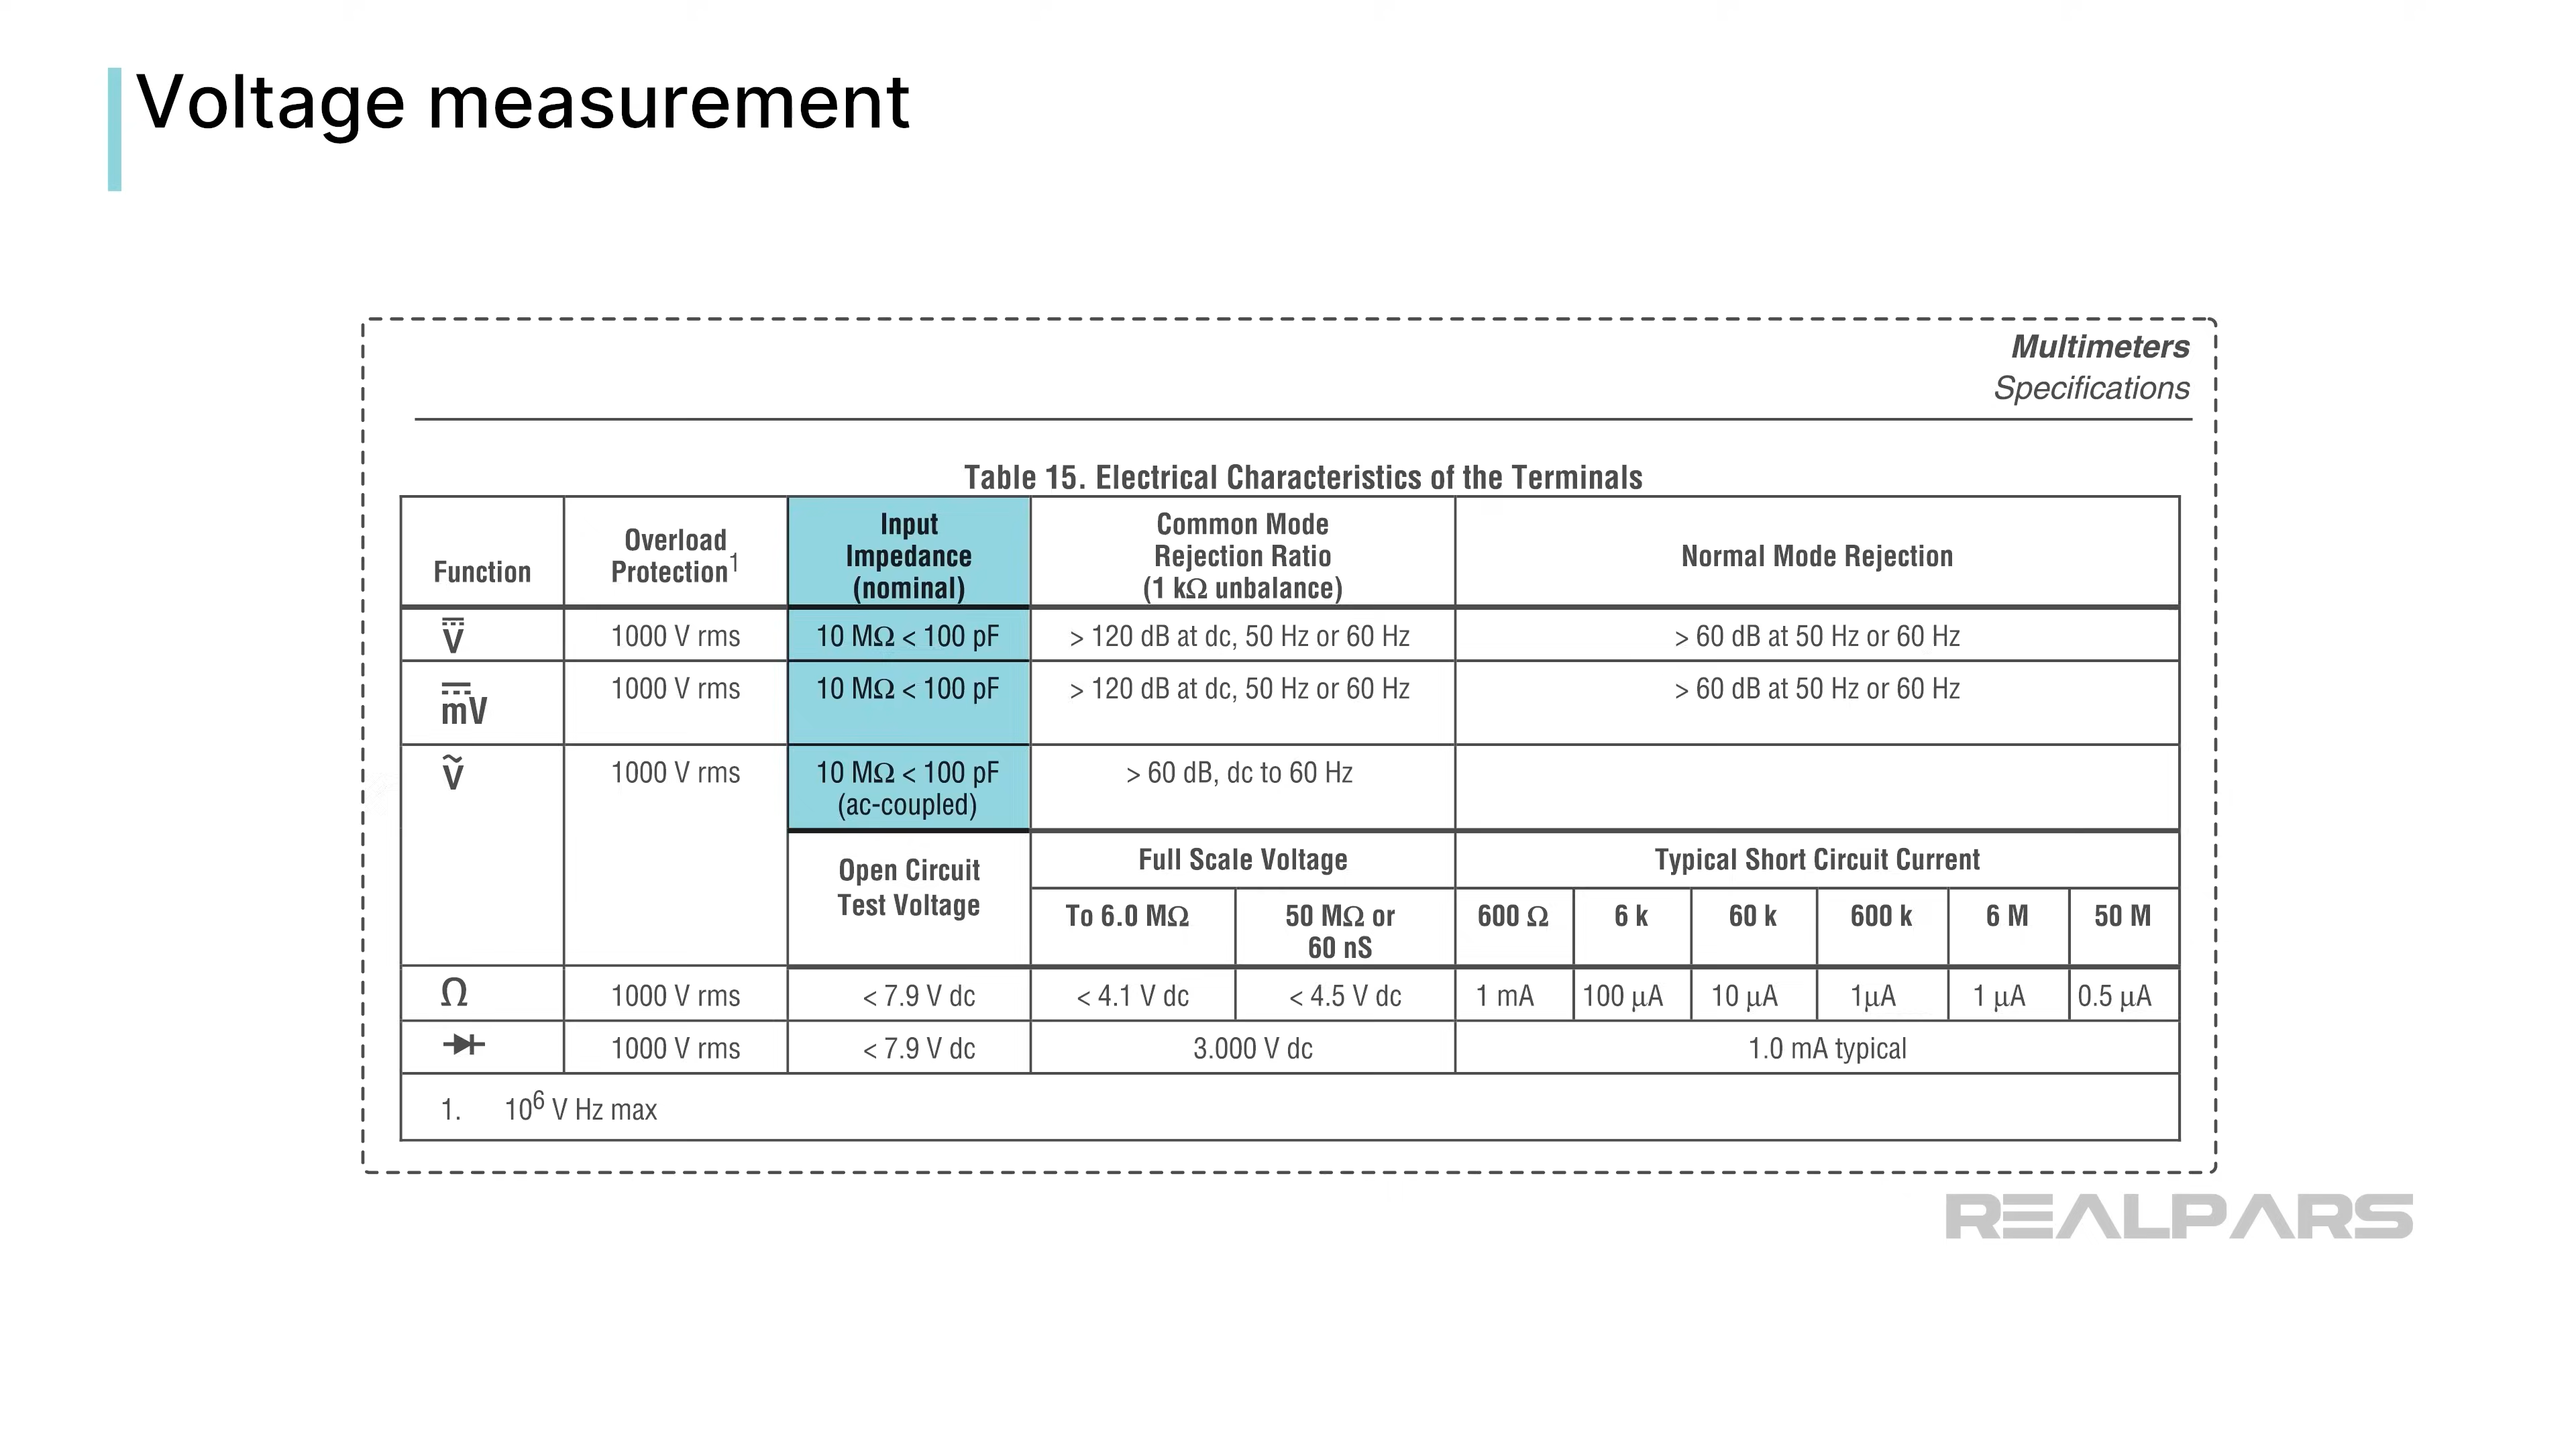 Voltage measurement
Multimeters
Specifications
Table 15. Electrical Characteristics of the Terminals
Function
Overload
Protection1
Input
Impedance
(nominal)
Common Mode
Rejection Ratio
(1 kΩ unbalance)
Normal Mode Rejection
V
1000 V rms
10 MΩ < 100 pF
> 120 dB at dc, 50 Hz or 60 Hz
> 60 dB at 50 Hz or 60 Hz
mV
1000 V rms
10 MΩ < 100 pF
> 120 dB at dc, 50 Hz or 60 Hz
> 60 dB at 50 Hz or 60 Hz
Ṽ
1000 V rms
10 MΩ < 100 pF
(ac-coupled)
> 60 dB, dc to 60 Hz
Open Circuit
Test Voltage
Full Scale Voltage
Typical Short Circuit Current
To 6.0 MΩ
50 MΩ or
60 nS
600 Ω
6 k
60 k
600 k
6 M
50 M
Ω
1000 V rms
< 7.9 V dc
< 4.1 V dc
< 4.5 V dc
1 mA
100 µA
10 µA
1µA
1 µA
0.5 µA
1000 V rms
< 7.9 V dc
3.000 V dc
1.0 mA typical
1. 10⁶ V Hz max
REALPARS